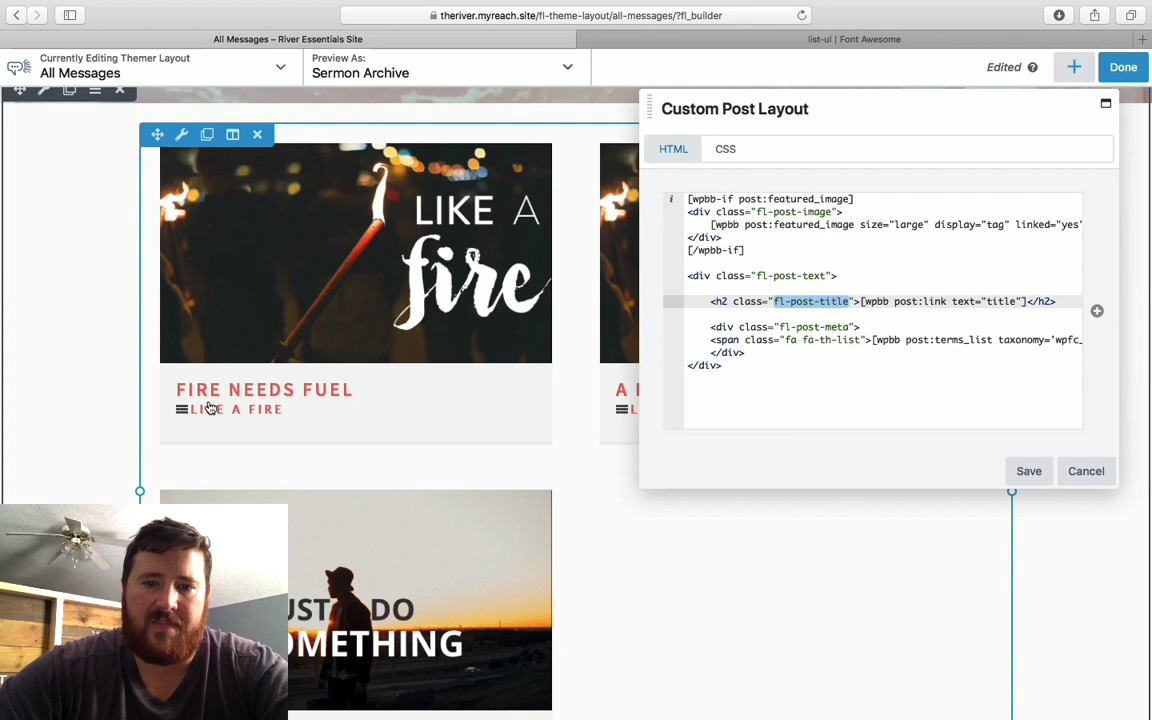 theriver.myreach.site/fl-theme-layout/all-messages/?fl_builder
All Messages – River Essentials Site
list-ul | Font Awesome
Currently Editing Themer Layout
All Messages
Preview As:
Sermon Archive
Edited
Done
Custom Post Layout
HTML
CSS
[wpbb-if post:featured_image]
<div class="fl-post-image">
[wpbb post:featured_image size="large" display="tag" linked="yes'
</div>
[/wpbb-if]
<div class="fl-post-text">
<h2 class="fl-post-title">[wpbb post:link text="title"]</h2>
<div class="fl-post-meta">
<span class="fa fa-th-list">[wpbb post:terms_list taxonomy='wpfc_
</div>
</div>
Save
Cancel
LIKE A
fire
FIRE NEEDS FUEL
LIKE A FIRE
A
L
UST DO
OMETHING